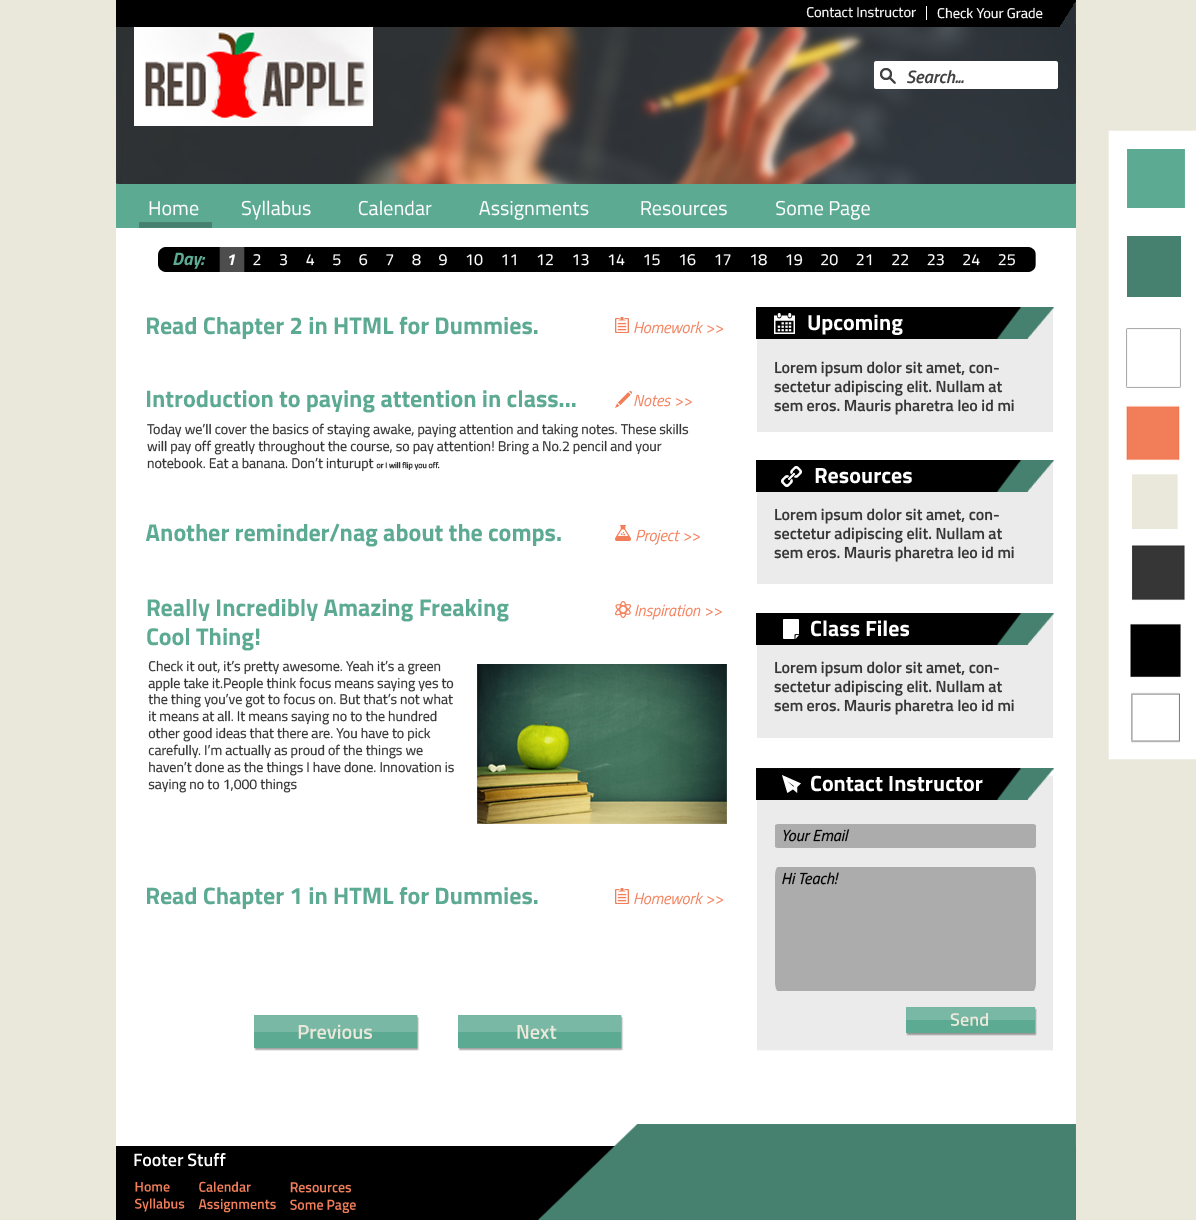 Contact Instructor | Check Your Grade
RED APPLE
Search...
Home Syllabus Calendar Assignments Resources Some Page
Day: 1 2 3 4 5 6 7 8 9 10 11 12 13 14 15 16 17 18 19 20 21 22 23 24 25
Read Chapter 2 in HTML for Dummies.
Homework >>
Introduction to paying attention in class...
Notes >>
Today we'll cover the basics of staying awake, paying attention and taking notes. These skills
will pay off greatly throughout the course, so pay attention! Bring a No.2 pencil and your
notebook. Eat a banana. Don't inturupt or I will flip you off.
Another reminder/nag about the comps.
Project >>
Really Incredibly Amazing Freaking
Cool Thing!
Inspiration >>
Check it out, it's pretty awesome. Yeah it's a green
apple take it.People think focus means saying yes to
the thing you've got to focus on. But that's not what
it means at all. It means saying no to the hundred
other good ideas that there are. You have to pick
carefully. I'm actually as proud of the things we
haven't done as the things I have done. Innovation is
saying no to 1,000 things
Read Chapter 1 in HTML for Dummies.
Homework >>
Previous
Next
Upcoming
Lorem ipsum dolor sit amet, con-
sectetur adipiscing elit. Nullam at
sem eros. Mauris pharetra leo id mi
Resources
Lorem ipsum dolor sit amet, con-
sectetur adipiscing elit. Nullam at
sem eros. Mauris pharetra leo id mi
Class Files
Lorem ipsum dolor sit amet, con-
sectetur adipiscing elit. Nullam at
sem eros. Mauris pharetra leo id mi
Contact Instructor
Your Email
Hi Teach!
Send
Footer Stuff
Home Calendar Resources
Syllabus Assignments Some Page